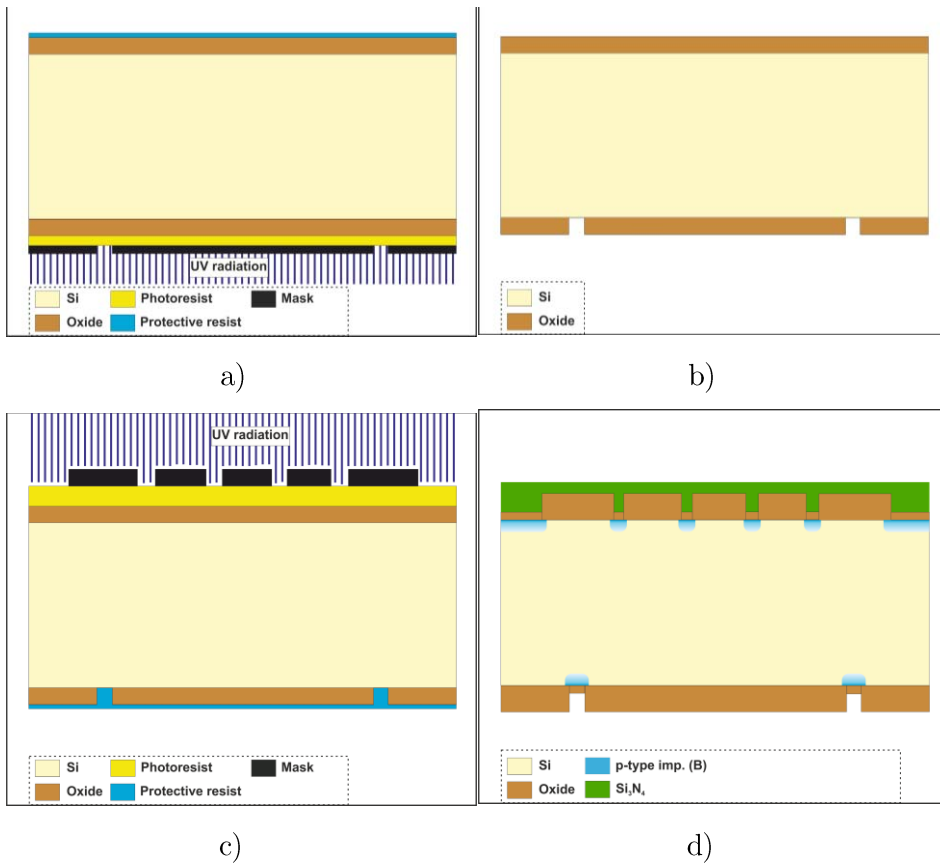 UV radiation
Si Photoresist Mask
Oxide Protective resist
a)
Si
Oxide
b)
UV radiation
Si Photoresist Mask
Oxide Protective resist
c)
Si p-type imp. (B)
Oxide Si₃N₄
d)